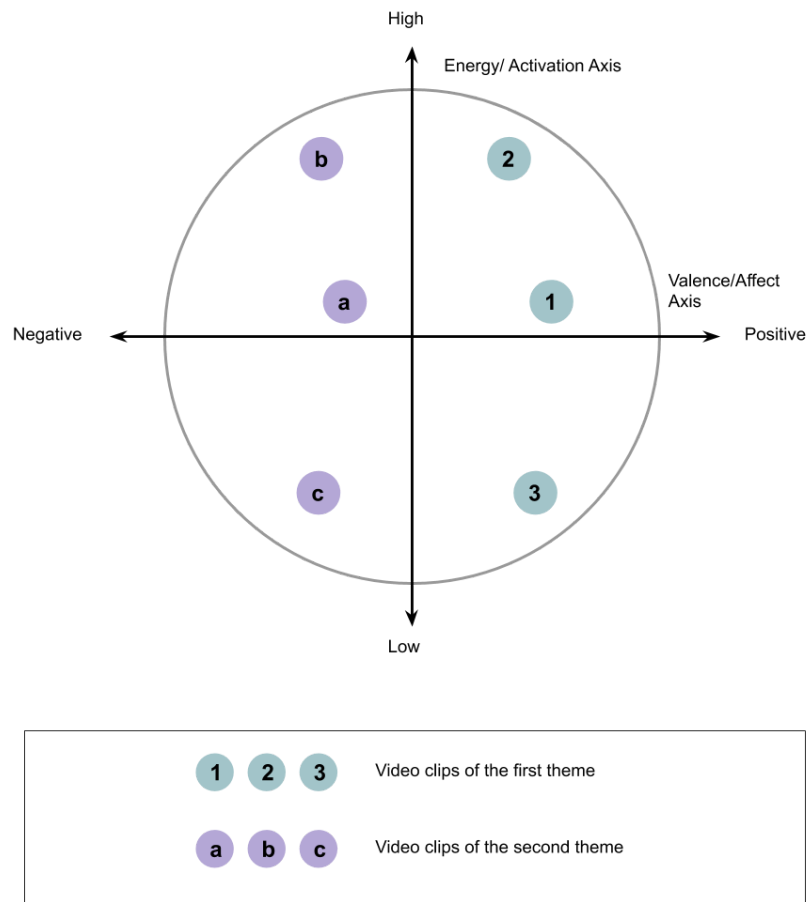 High
Energy/ Activation Axis
b
2
Valence/Affect
Axis
a
1
Negative
Positive
c
3
Low
1 2 3 Video clips of the first theme
a b c Video clips of the second theme